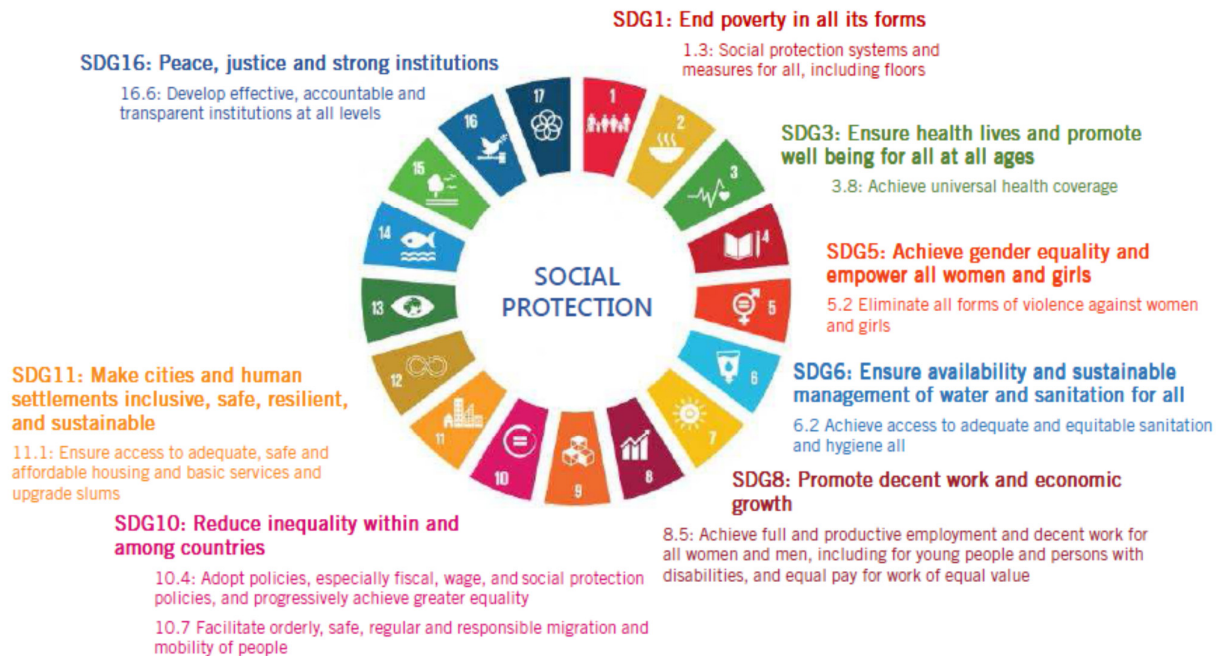 SDG1: End poverty in all its forms
1.3: Social protection systems and
measures for all, including floors
SDG16: Peace, justice and strong institutions
16.6: Develop effective, accountable and
transparent institutions at all levels
SDG3: Ensure health lives and promote
well being for all at all ages
3.8: Achieve universal health coverage
SDG5: Achieve gender equality and
empower all women and girls
5.2 Eliminate all forms of violence against women
and girls
SDG6: Ensure availability and sustainable
management of water and sanitation for all
6.2 Achieve access to adequate and equitable sanitation
and hygiene all
SDG8: Promote decent work and economic
growth
8.5: Achieve full and productive employment and decent work for
all women and men, including for young people and persons with
disabilities, and equal pay for work of equal value
SDG10: Reduce inequality within and
among countries
10.4: Adopt policies, especially fiscal, wage, and social protection
policies, and progressively achieve greater equality
10.7 Facilitate orderly, safe, regular and responsible migration and
mobility of people
SDG11: Make cities and human
settlements inclusive, safe, resilient,
and sustainable
11.1: Ensure access to adequate, safe and
affordable housing and basic services and
upgrade slums
SOCIAL
PROTECTION
1
2
3
4
5
6
7
8
9
10
11
12
13
14
15
16
17